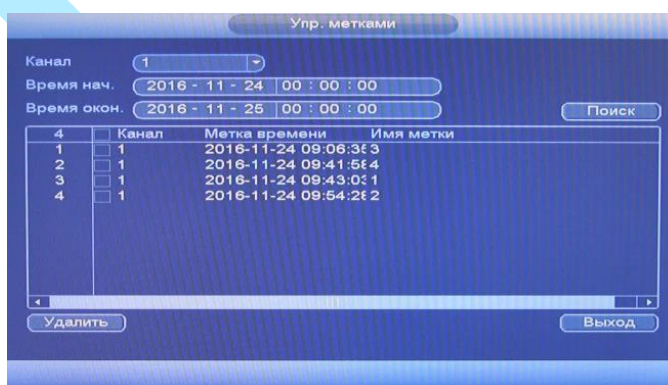 Упр. метками
Канал 1
Время нач. 2016 - 11 - 24 00 : 00 : 00
Время окон. 2016 - 11 - 25 00 : 00 : 00
Поиск
4 Канал Метка времени Имя метки
1 1 2016-11-24 09:06:3 3
2 1 2016-11-24 09:41:5 4
3 1 2016-11-24 09:43:0 1
4 1 2016-11-24 09:54:2 2
Удалить Выход